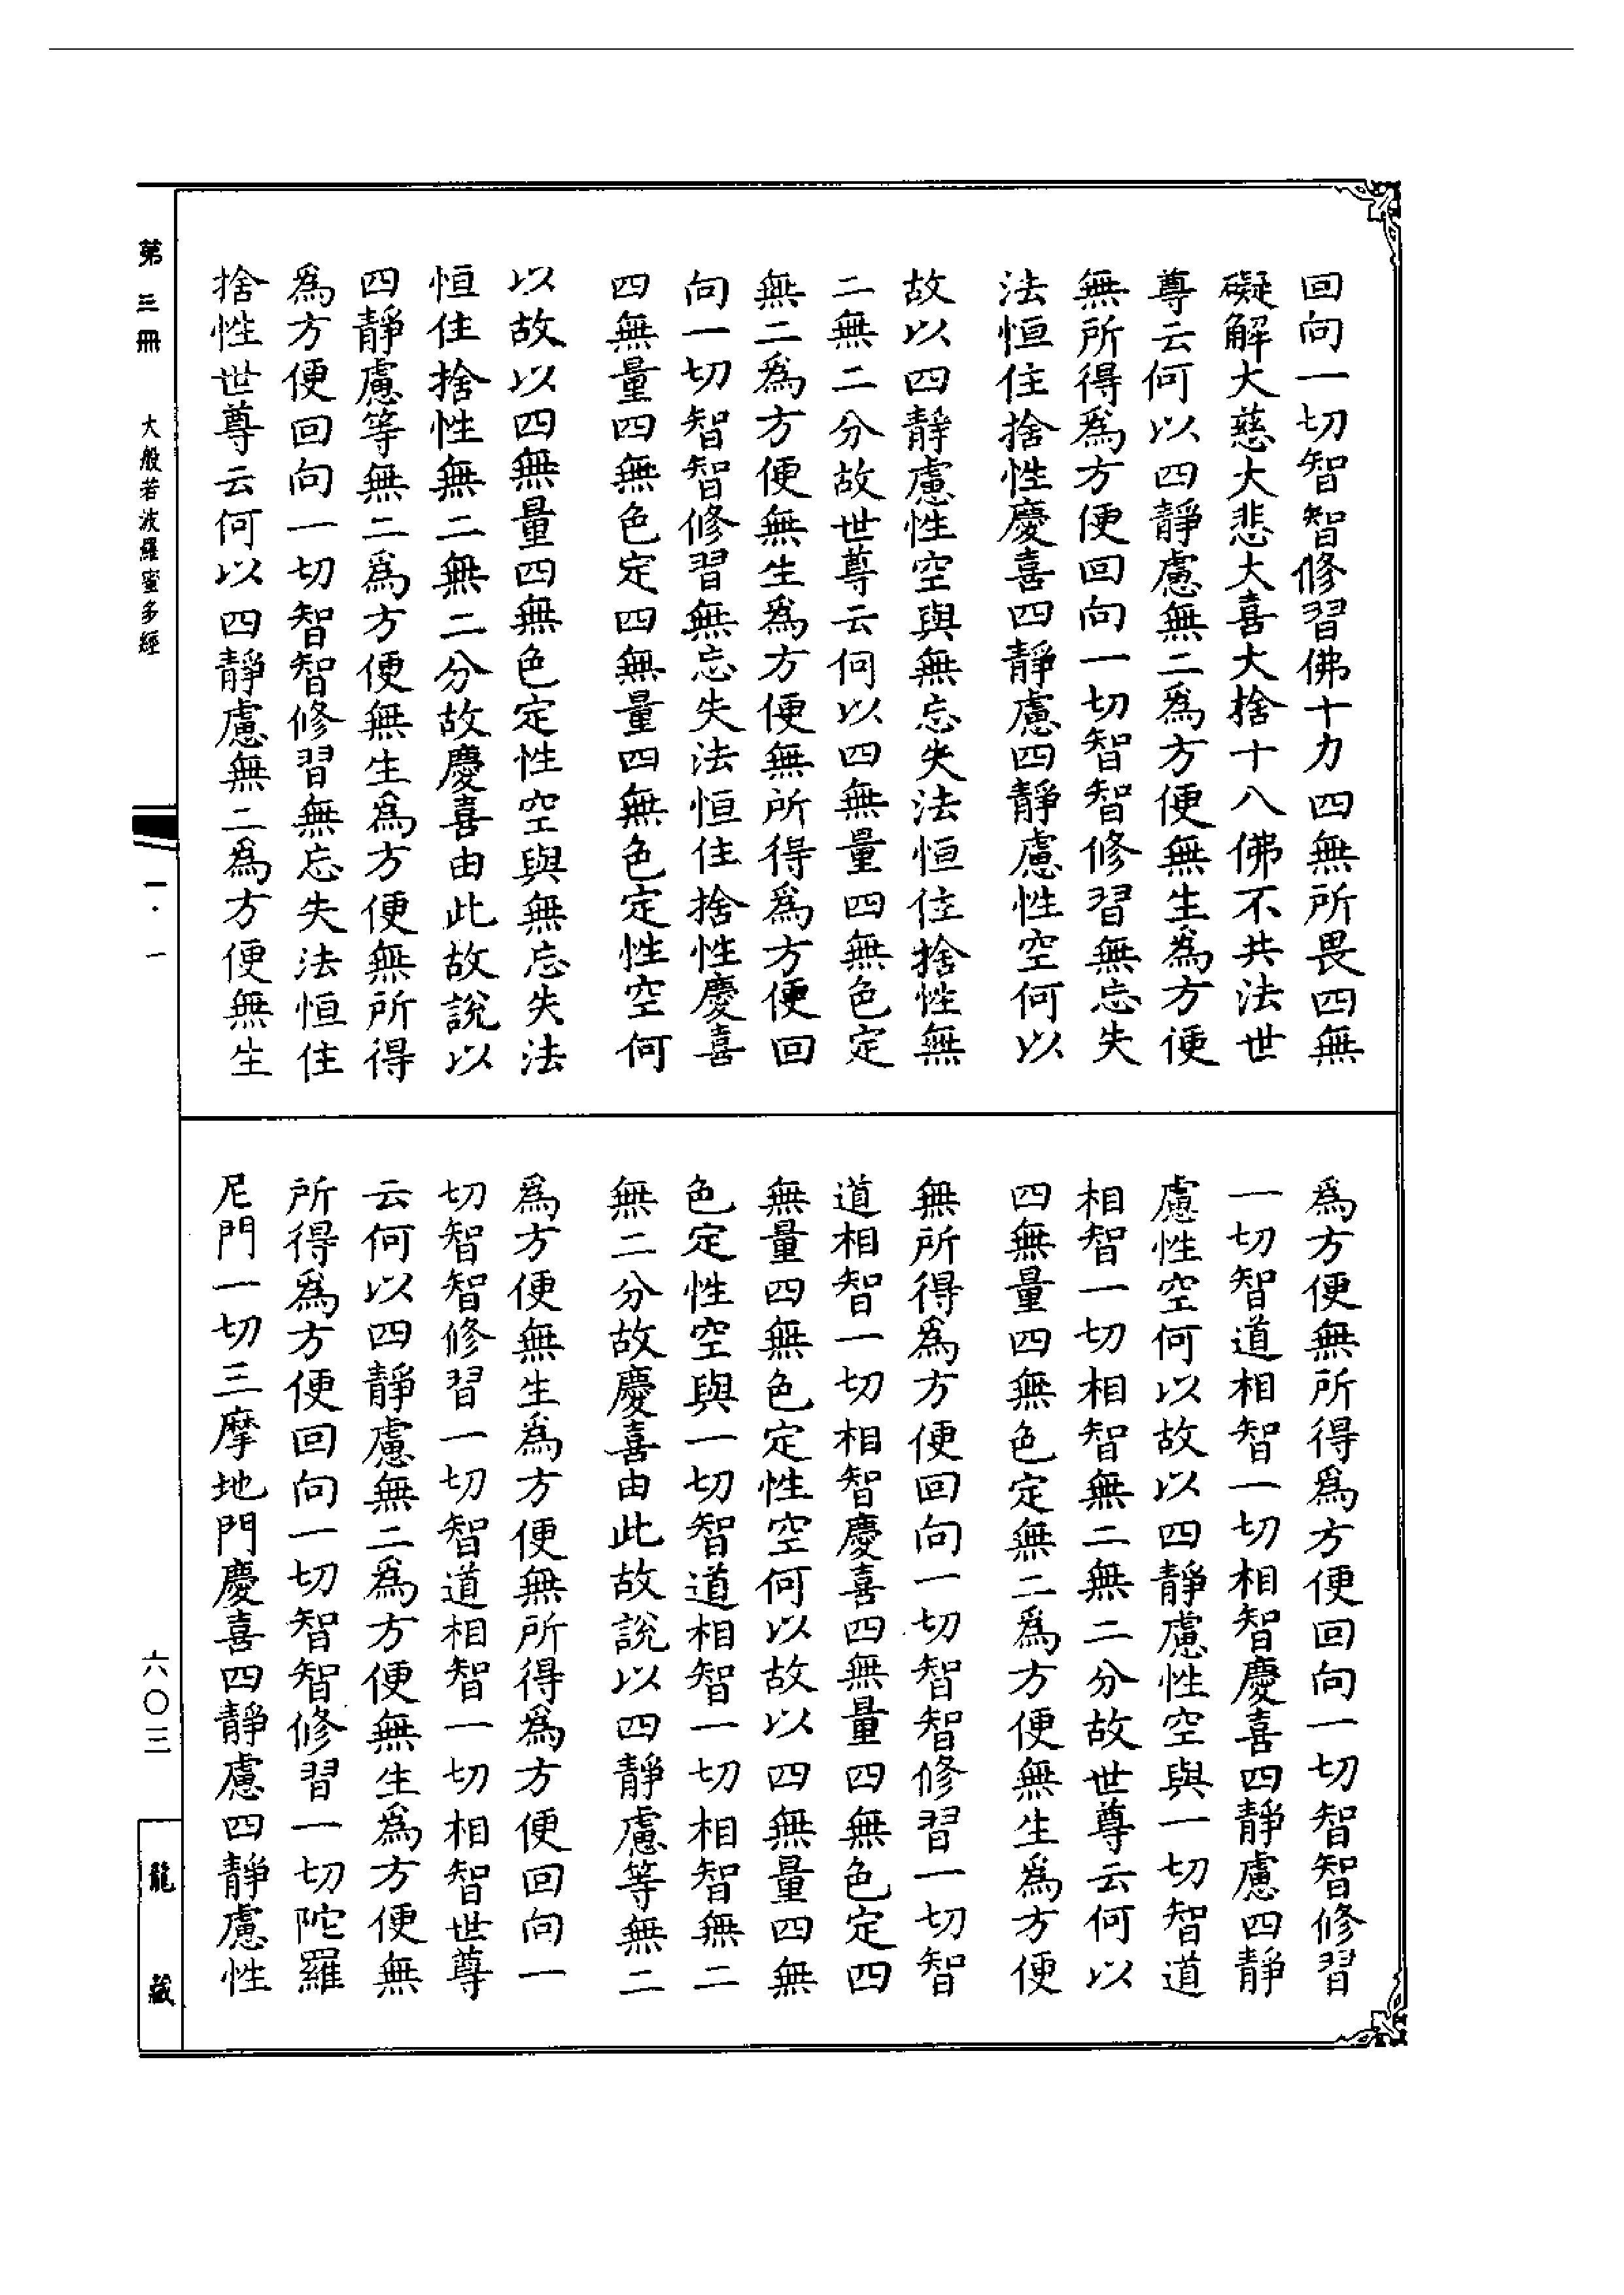 回向一切智智修習佛十力四無所畏四無
礙解大慈大悲大喜大捨十八佛不共法世
尊云何以四靜慮無二爲方便無生爲方便
無所得爲方便回向一切智智修習無忘失
法恒住捨性慶喜四靜慮四靜慮性空何以
故以四靜慮性空與無忘失法恒住捨性無
二無二分故世尊云何以四無量四無色定
無二爲方便無生爲方便無所得爲方便回
向一切智智修習無忘失法恒住捨性慶喜
四無量四無色定四無量四無色定性空何
以故以四無量四無色定性空與無忘失法
恒住捨性無二無二分故慶喜由此故說以
四靜慮等無二爲方便無生爲方便無所得
爲方便回向一切智智修習無忘失法恒住
捨性世尊云何以四靜慮無二爲方便無生
爲方便無所得爲方便回向一切智智修習
一切智道相智一切相智慶喜四靜慮四靜
慮性空何以故以四靜慮性空與一切智道
相智一切相智無二無二分故世尊云何以
四無量四無色定無二爲方便無生爲方便
無所得爲方便回向一切智智修習一切智
道相智一切相智慶喜四無量四無色定四
無量四無色定性空何以故以四無量四無
色定性空與一切智道相智一切相智無二
無二分故慶喜由此故說以四靜慮等無二
爲方便無生爲方便無所得爲方便回向一
切智智修習一切智道相智一切相智世尊
云何以四靜慮無二爲方便無生爲方便無
所得爲方便回向一切智智修習一切陀羅
尼門一切三摩地門慶喜四靜慮四靜慮性
第三冊 大般若波羅蜜多經 一·一 六〇三 龍藏